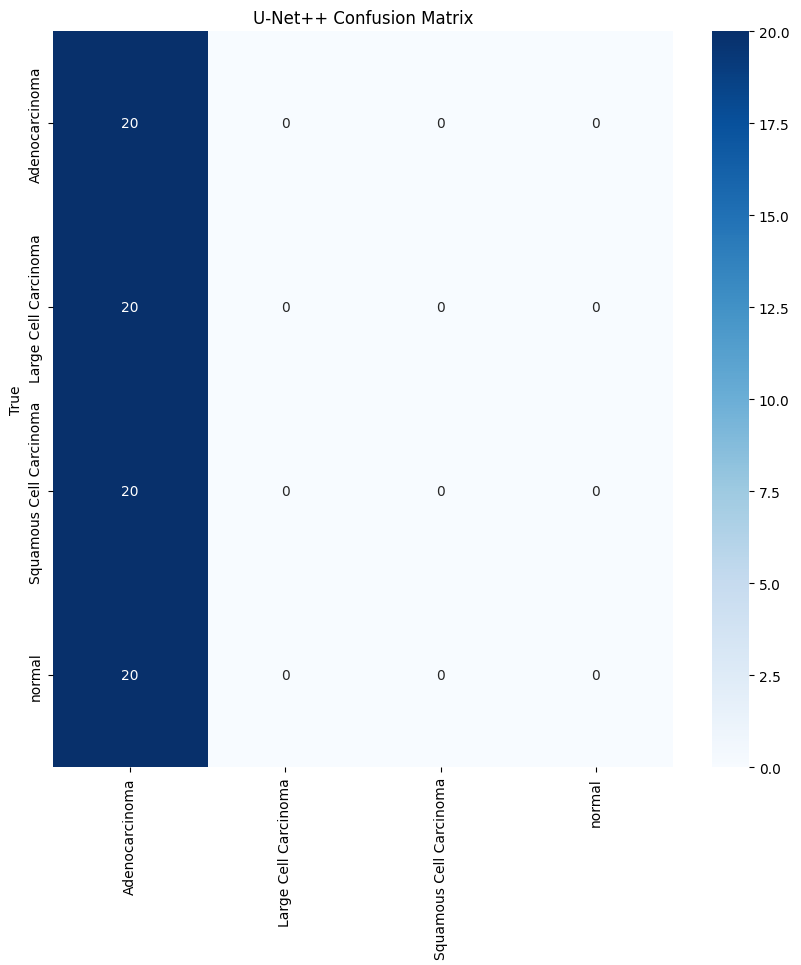 U-Net++ Confusion Matrix
True
Adenocarcinoma
20 0 0 0
Large Cell Carcinoma
20 0 0 0
Squamous Cell Carcinoma
20 0 0 0
normal
20 0 0 0
Adenocarcinoma
Large Cell Carcinoma
Squamous Cell Carcinoma
normal
20.0
17.5
15.0
12.5
10.0
7.5
5.0
2.5
0.0